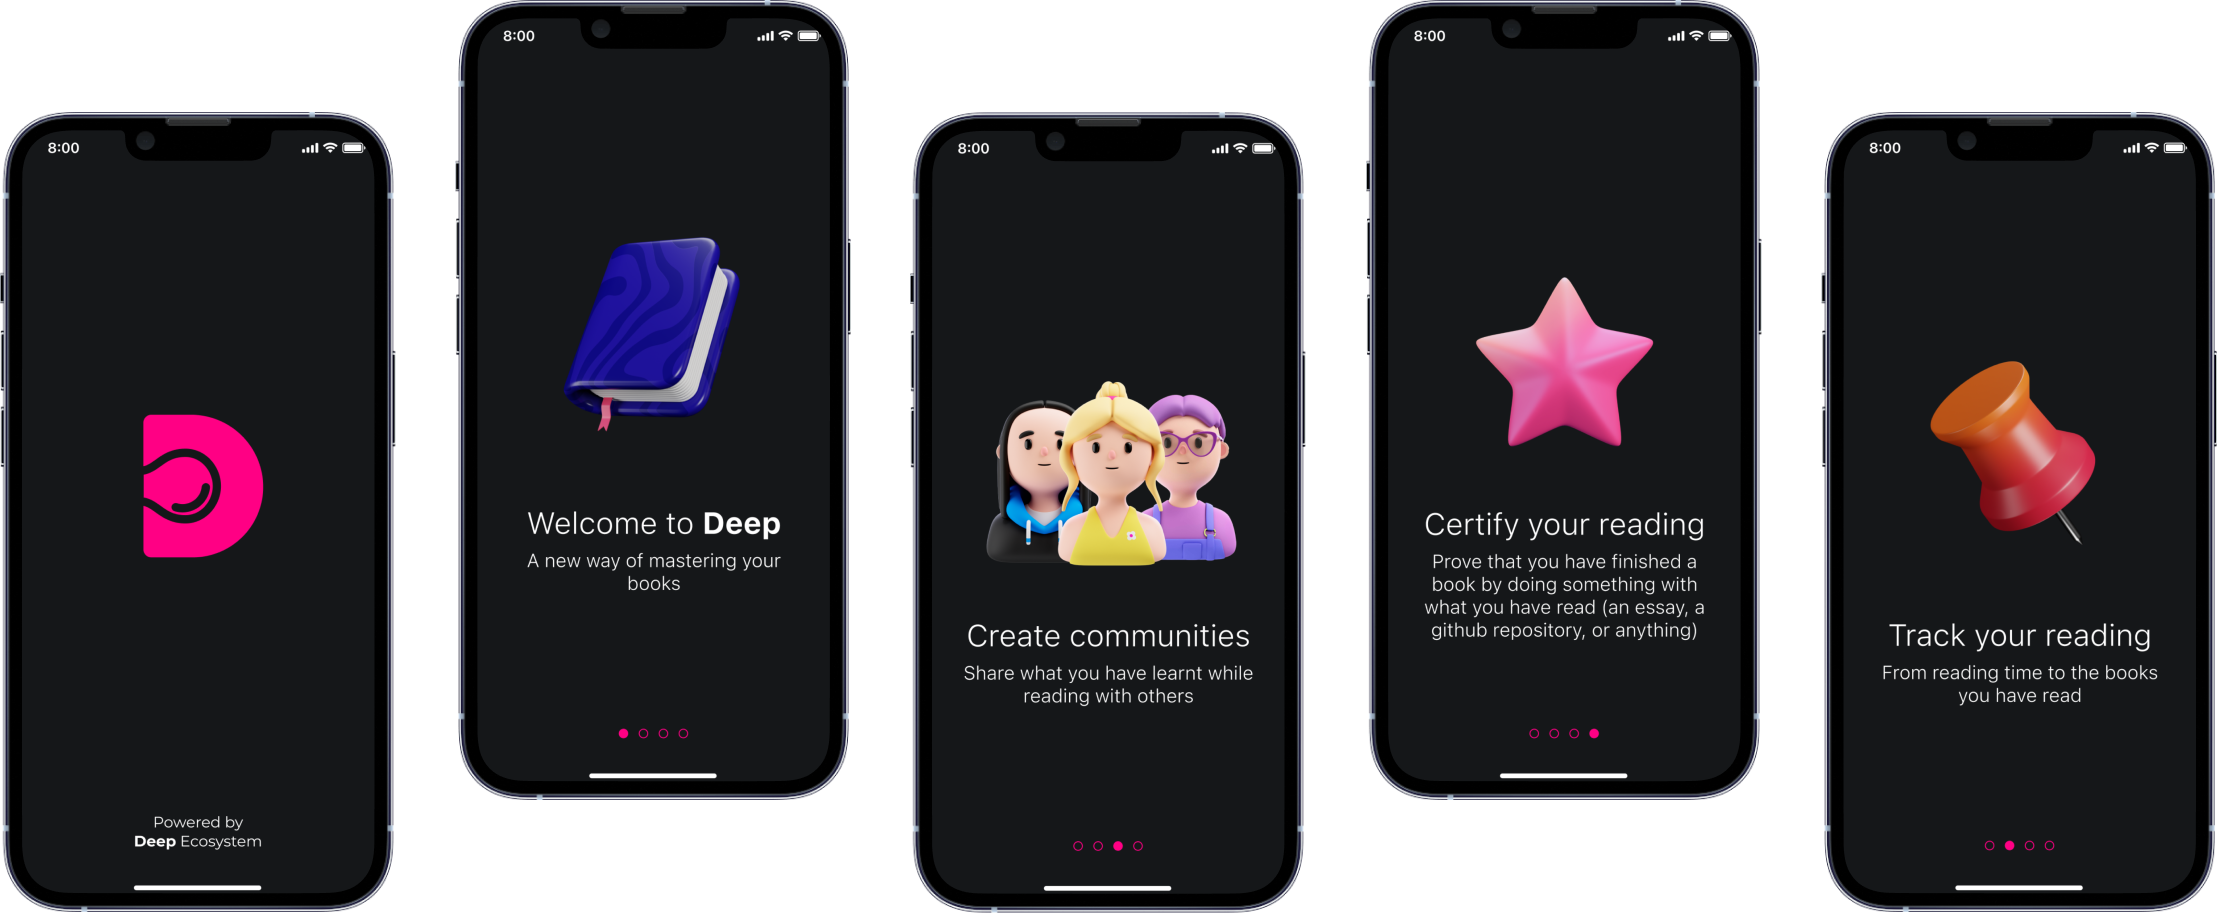 8:00
Powered by
Deep Ecosystem
8:00
Welcome to Deep
A new way of mastering your
books
8:00
Create communities
Share what you have learnt while
reading with others
8:00
Certify your reading
Prove that you have finished a
book by doing something with
what you have read (an essay, a
github repository, or anything)
8:00
Track your reading
From reading time to the books
you have read